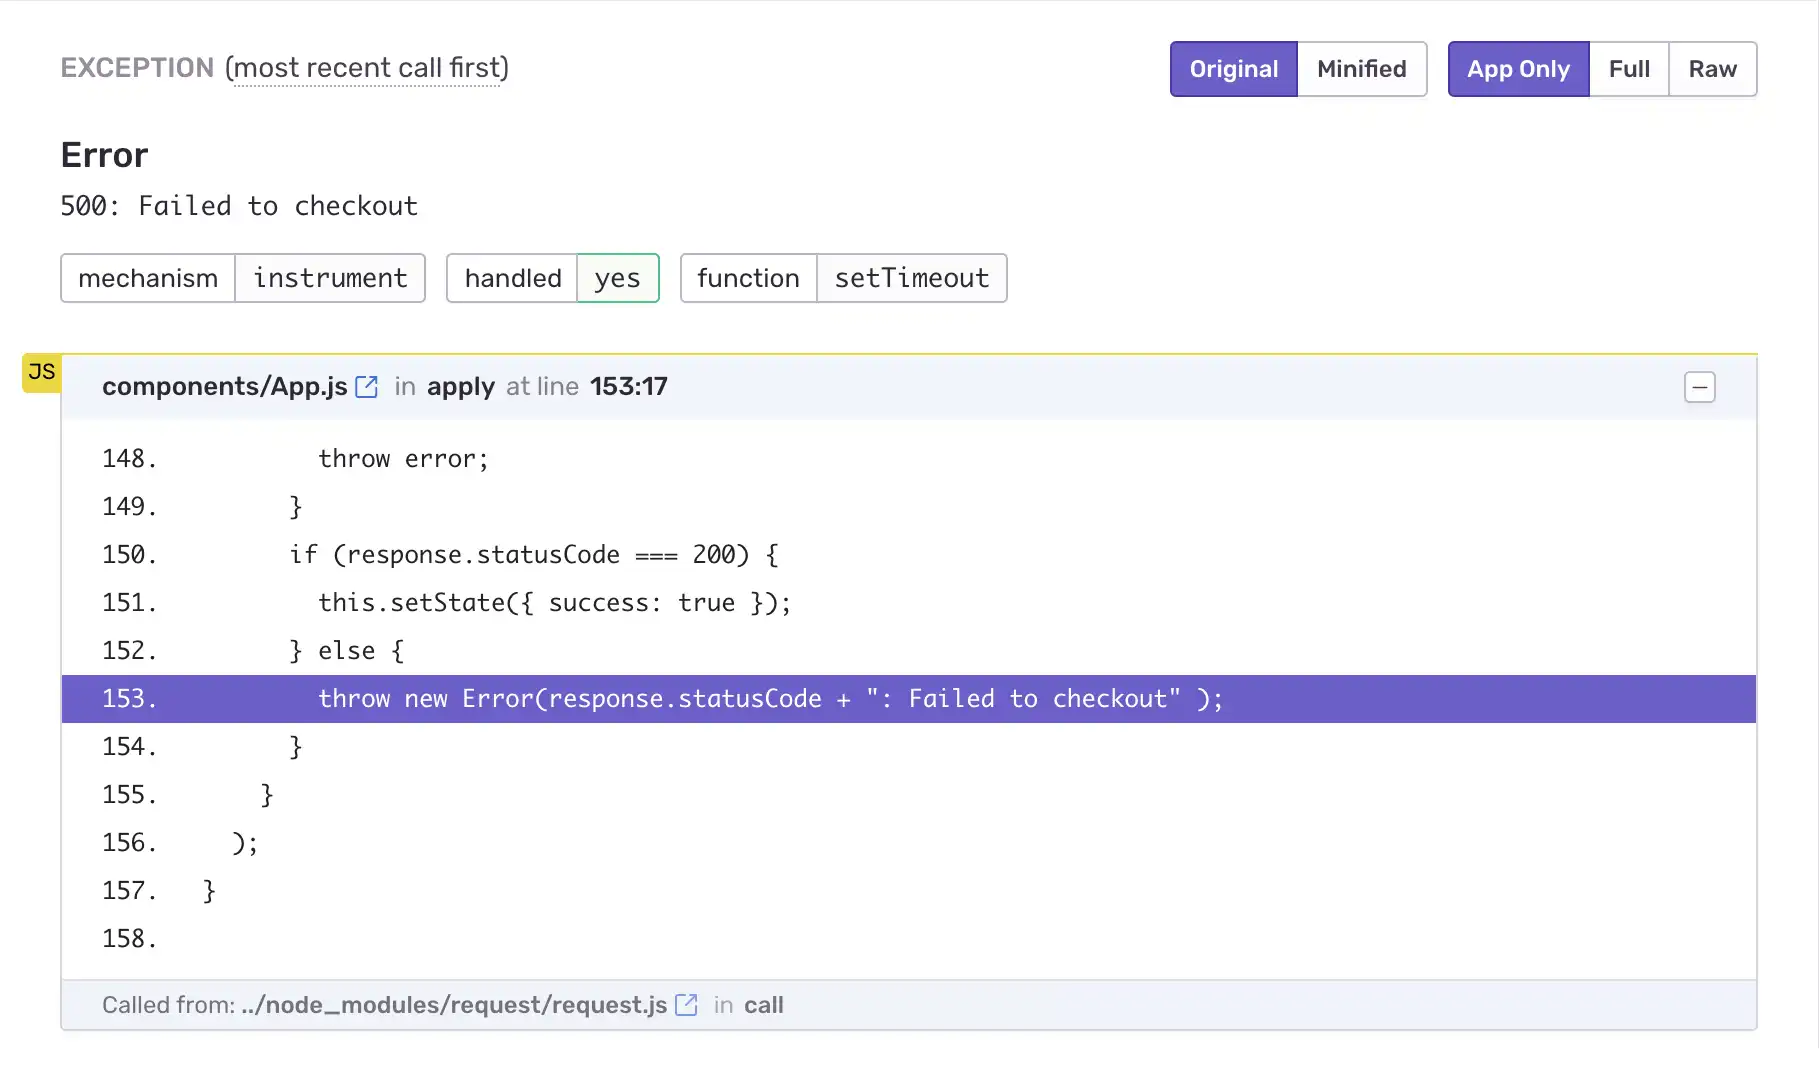 EXCEPTION (most recent call first) Original Minified App Only Full Raw
Error
500: Failed to checkout
mechanism instrument handled yes function setTimeout
JS
components/App.js in apply at line 153:17
148. throw error;
149. }
150. if (response.statusCode === 200) {
151. this.setState({ success: true });
152. } else {
153. throw new Error(response.statusCode + ": Failed to checkout" );
154. }
155. }
156. );
157. }
158.
Called from: ../node_modules/request/request.js in call